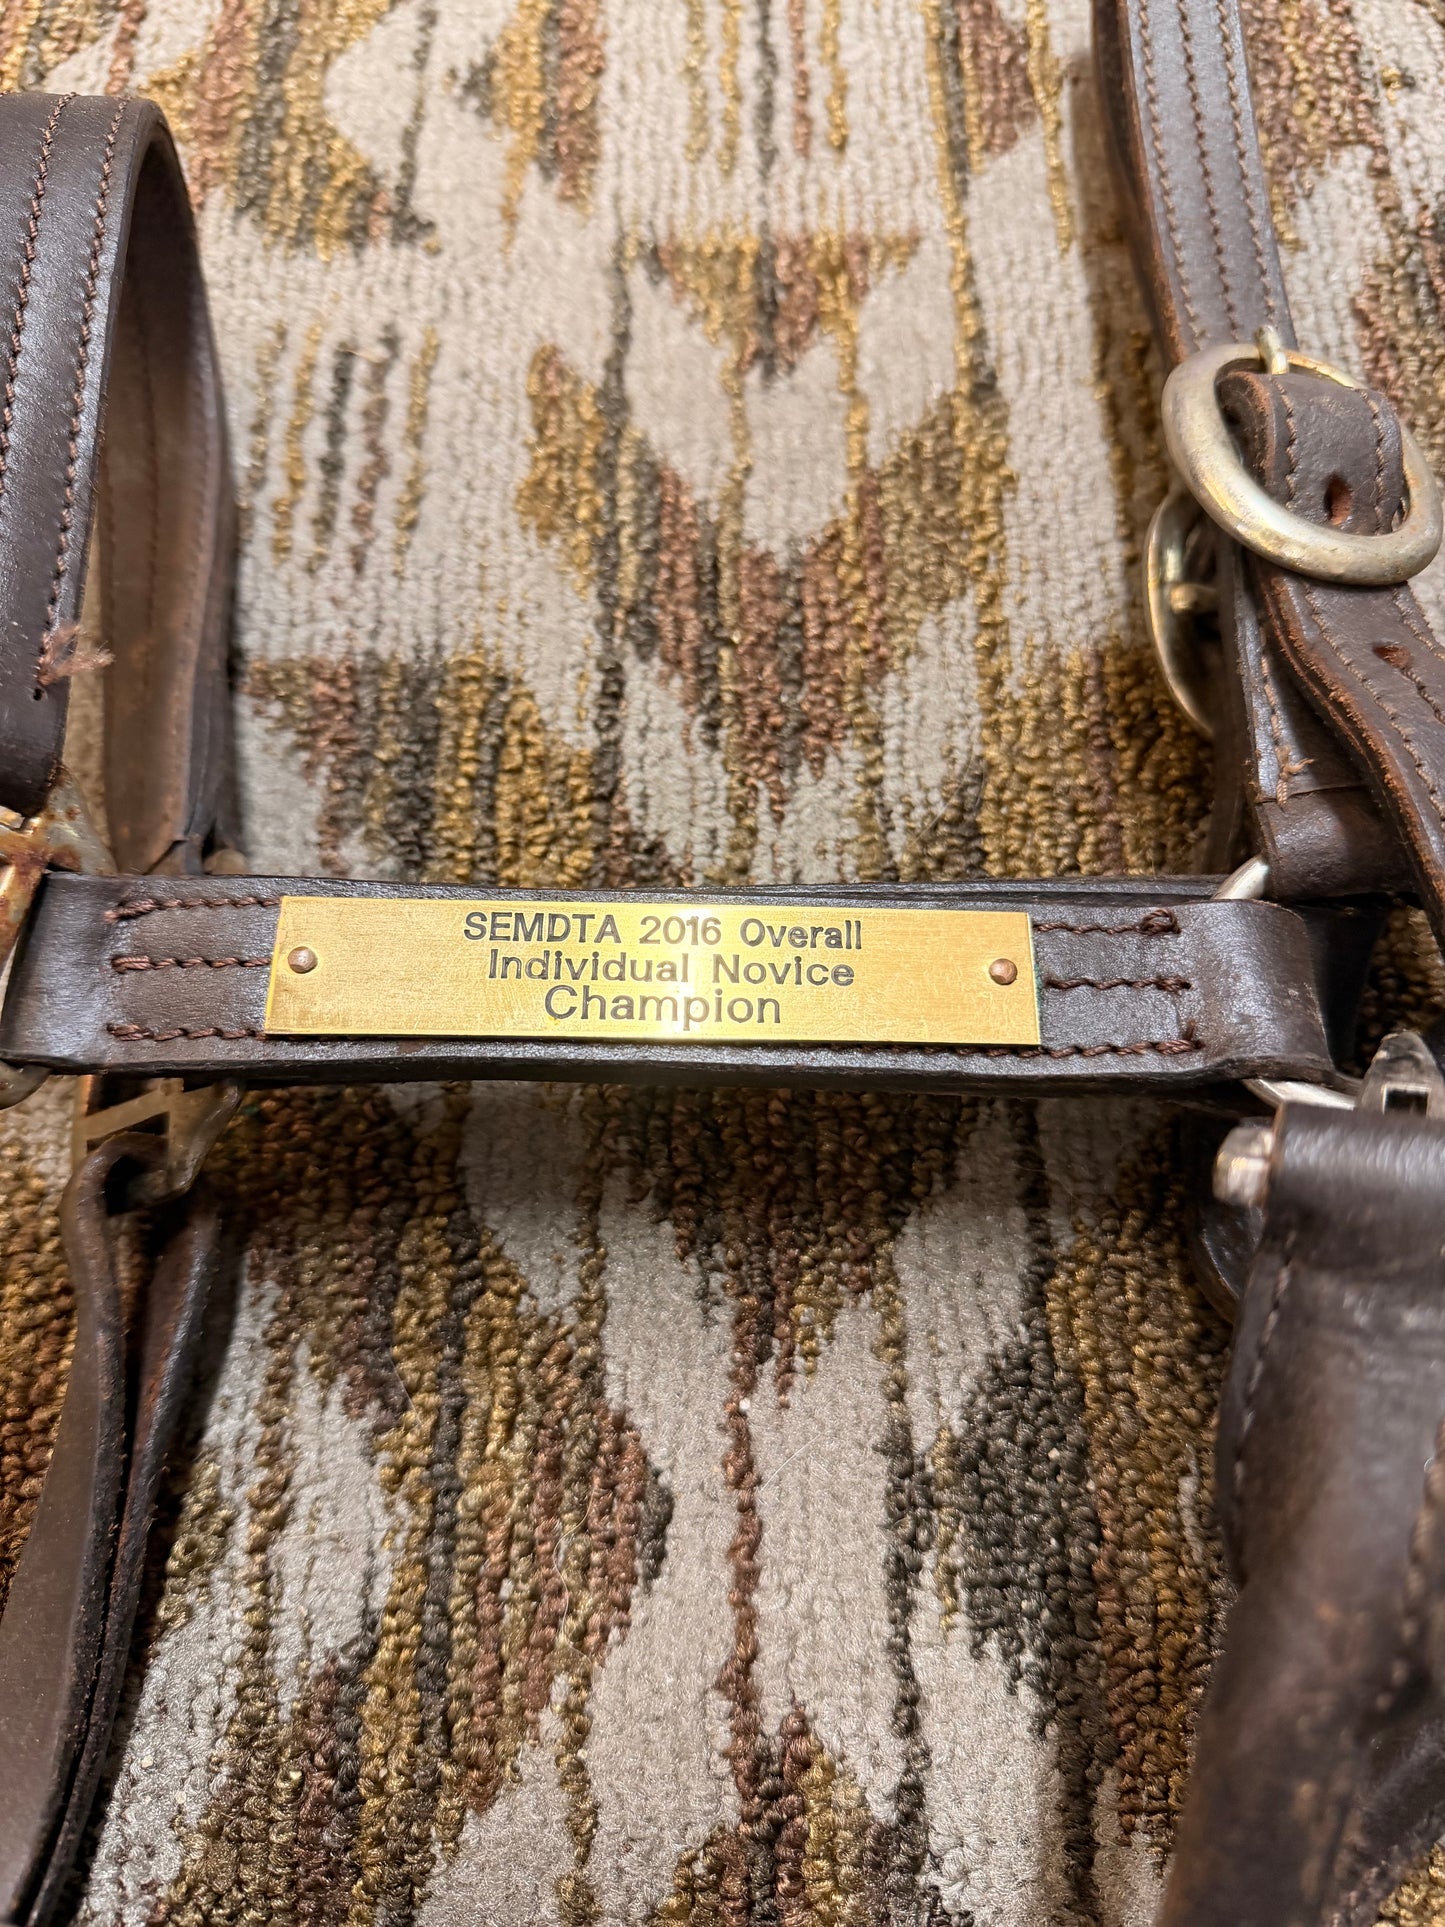 SEMDTA 2016 Overall
Individual Novice
Champion